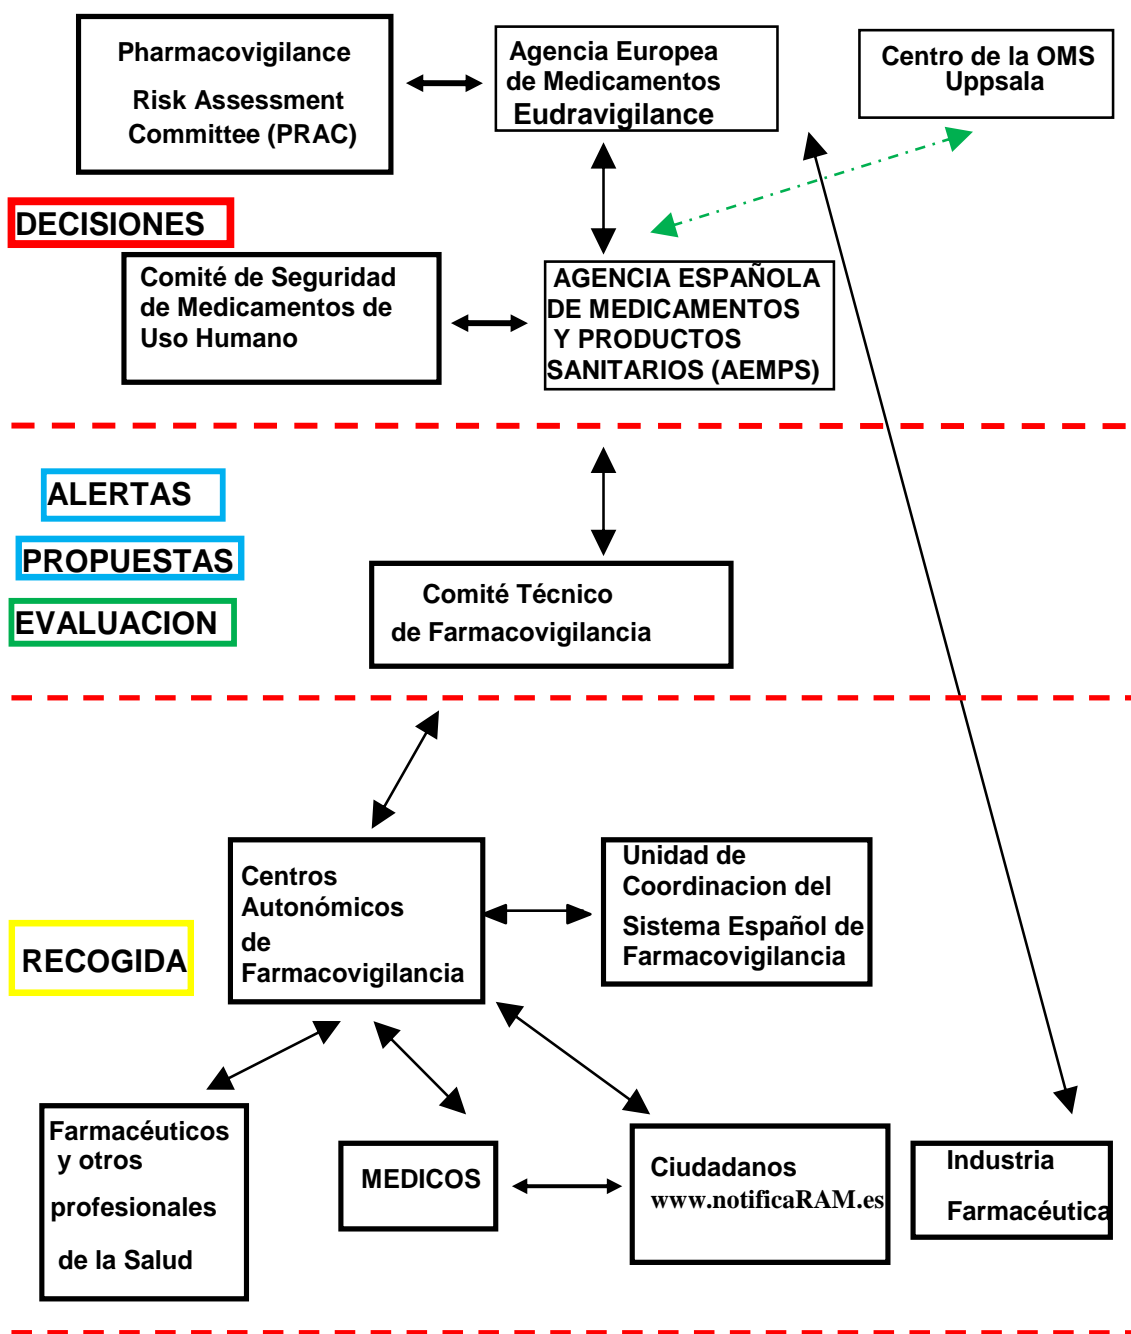 Pharmacovigilance
Risk Assessment
Committee (PRAC)
Agencia Europea
de Medicamentos
Eudravigilance
Centro de la OMS
Uppsala
DECISIONES
Comité de Seguridad
de Medicamentos de
Uso Humano
AGENCIA ESPAÑOLA
DE MEDICAMENTOS
Y PRODUCTOS
SANITARIOS (AEMPS)
ALERTAS
PROPUESTAS
EVALUACION
Comité Técnico
de Farmacovigilancia
Centros
Autonómicos
de
Farmacovigilancia
Unidad de
Coordinacion del
Sistema Español de
Farmacovigilancia
RECOGIDA
Farmacéuticos
y otros
profesionales
de la Salud
MEDICOS
Ciudadanos
www.notificaRAM.es
Industria
Farmacéutica